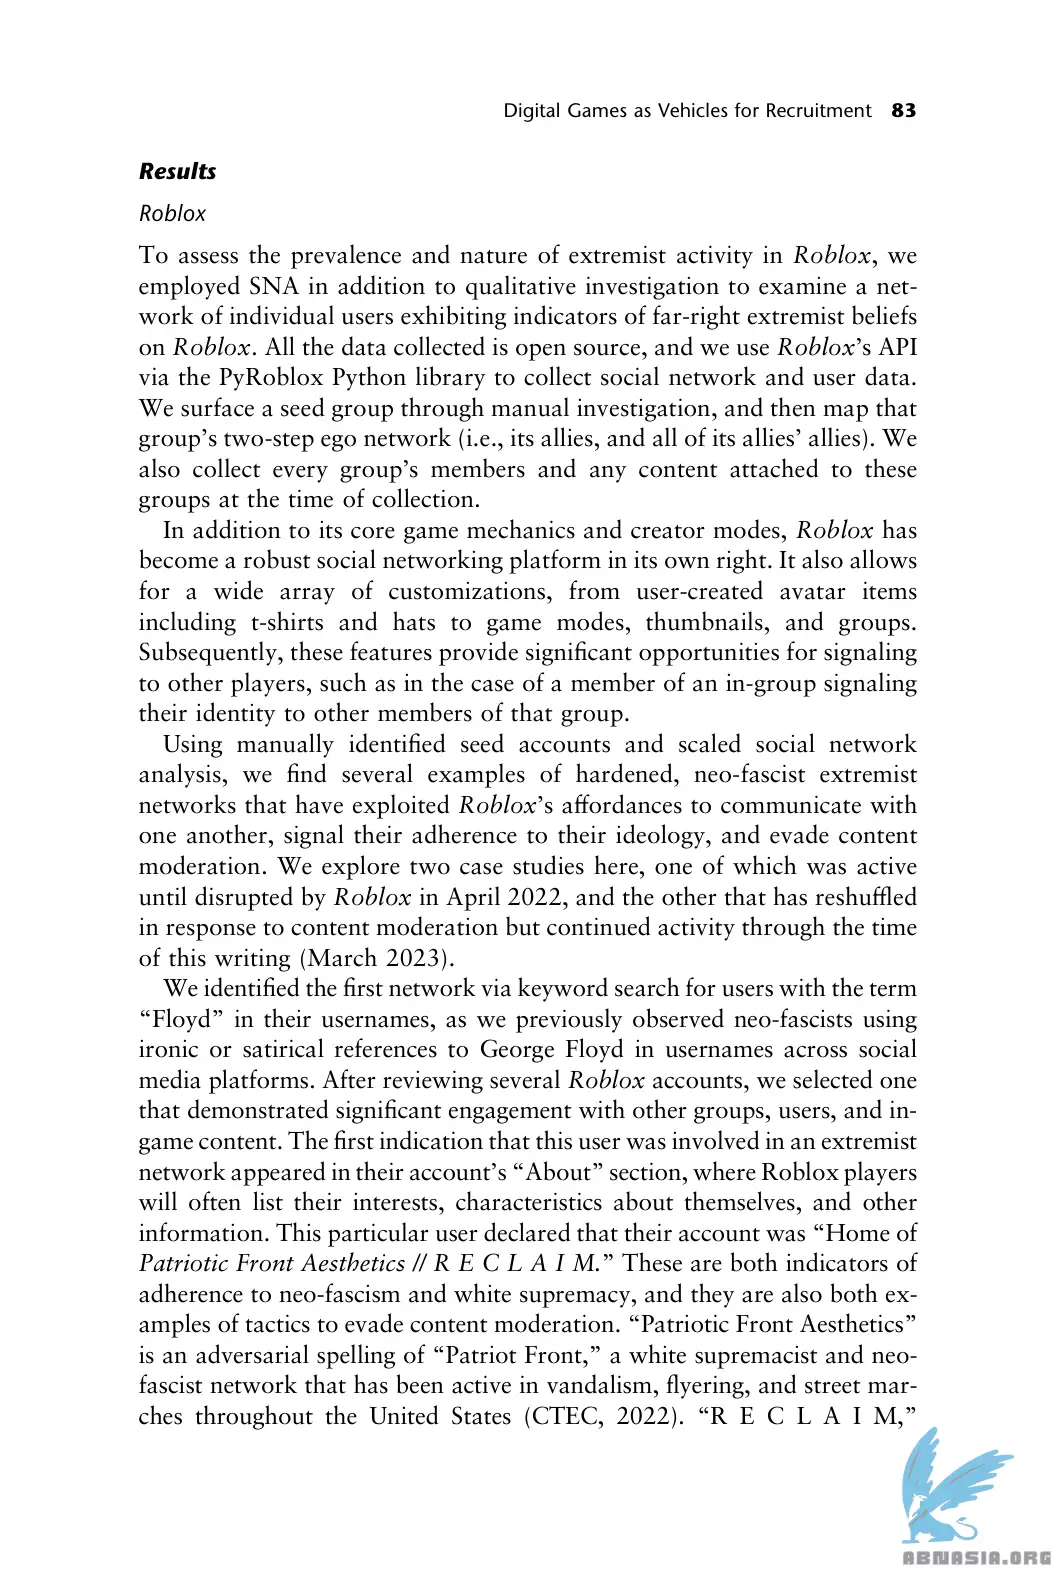 Digital Games as Vehicles for Recruitment 83
Results
Roblox
To assess the prevalence and nature of extremist activity in Roblox, we
employed SNA in addition to qualitative investigation to examine a net-
work of individual users exhibiting indicators of far-right extremist beliefs
on Roblox. All the data collected is open source, and we use Roblox’s API
via the PyRoblox Python library to collect social network and user data.
We surface a seed group through manual investigation, and then map that
group’s two-step ego network (i.e., its allies, and all of its allies’ allies). We
also collect every group’s members and any content attached to these
groups at the time of collection.
In addition to its core game mechanics and creator modes, Roblox has
become a robust social networking platform in its own right. It also allows
for a wide array of customizations, from user-created avatar items
including t-shirts and hats to game modes, thumbnails, and groups.
Subsequently, these features provide significant opportunities for signaling
to other players, such as in the case of a member of an in-group signaling
their identity to other members of that group.
Using manually identified seed accounts and scaled social network
analysis, we find several examples of hardened, neo-fascist extremist
networks that have exploited Roblox’s affordances to communicate with
one another, signal their adherence to their ideology, and evade content
moderation. We explore two case studies here, one of which was active
until disrupted by Roblox in April 2022, and the other that has reshuffled
in response to content moderation but continued activity through the time
of this writing (March 2023).
We identified the first network via keyword search for users with the term
“Floyd” in their usernames, as we previously observed neo-fascists using
ironic or satirical references to George Floyd in usernames across social
media platforms. After reviewing several Roblox accounts, we selected one
that demonstrated significant engagement with other groups, users, and in-
game content. The first indication that this user was involved in an extremist
network appeared in their account’s “About” section, where Roblox players
will often list their interests, characteristics about themselves, and other
information. This particular user declared that their account was “Home of
Patriotic Front Aesthetics // R E C L A I M.” These are both indicators of
adherence to neo-fascism and white supremacy, and they are also both ex-
amples of tactics to evade content moderation. “Patriotic Front Aesthetics”
is an adversarial spelling of “Patriot Front,” a white supremacist and neo-
fascist network that has been active in vandalism, flyering, and street mar-
ches throughout the United States (CTEC, 2022). “R E C L A I M,”
ABNASIA.ORG